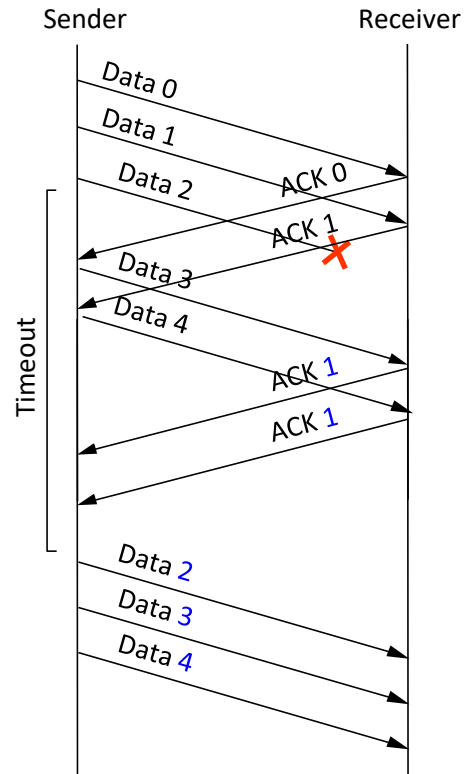 Sender
Receiver
Data 0
Data 1
Data 2
ACK 0
ACK 1
Data 3
Data 4
Timeout
ACK 1
ACK 1
Data 2
Data 3
Data 4